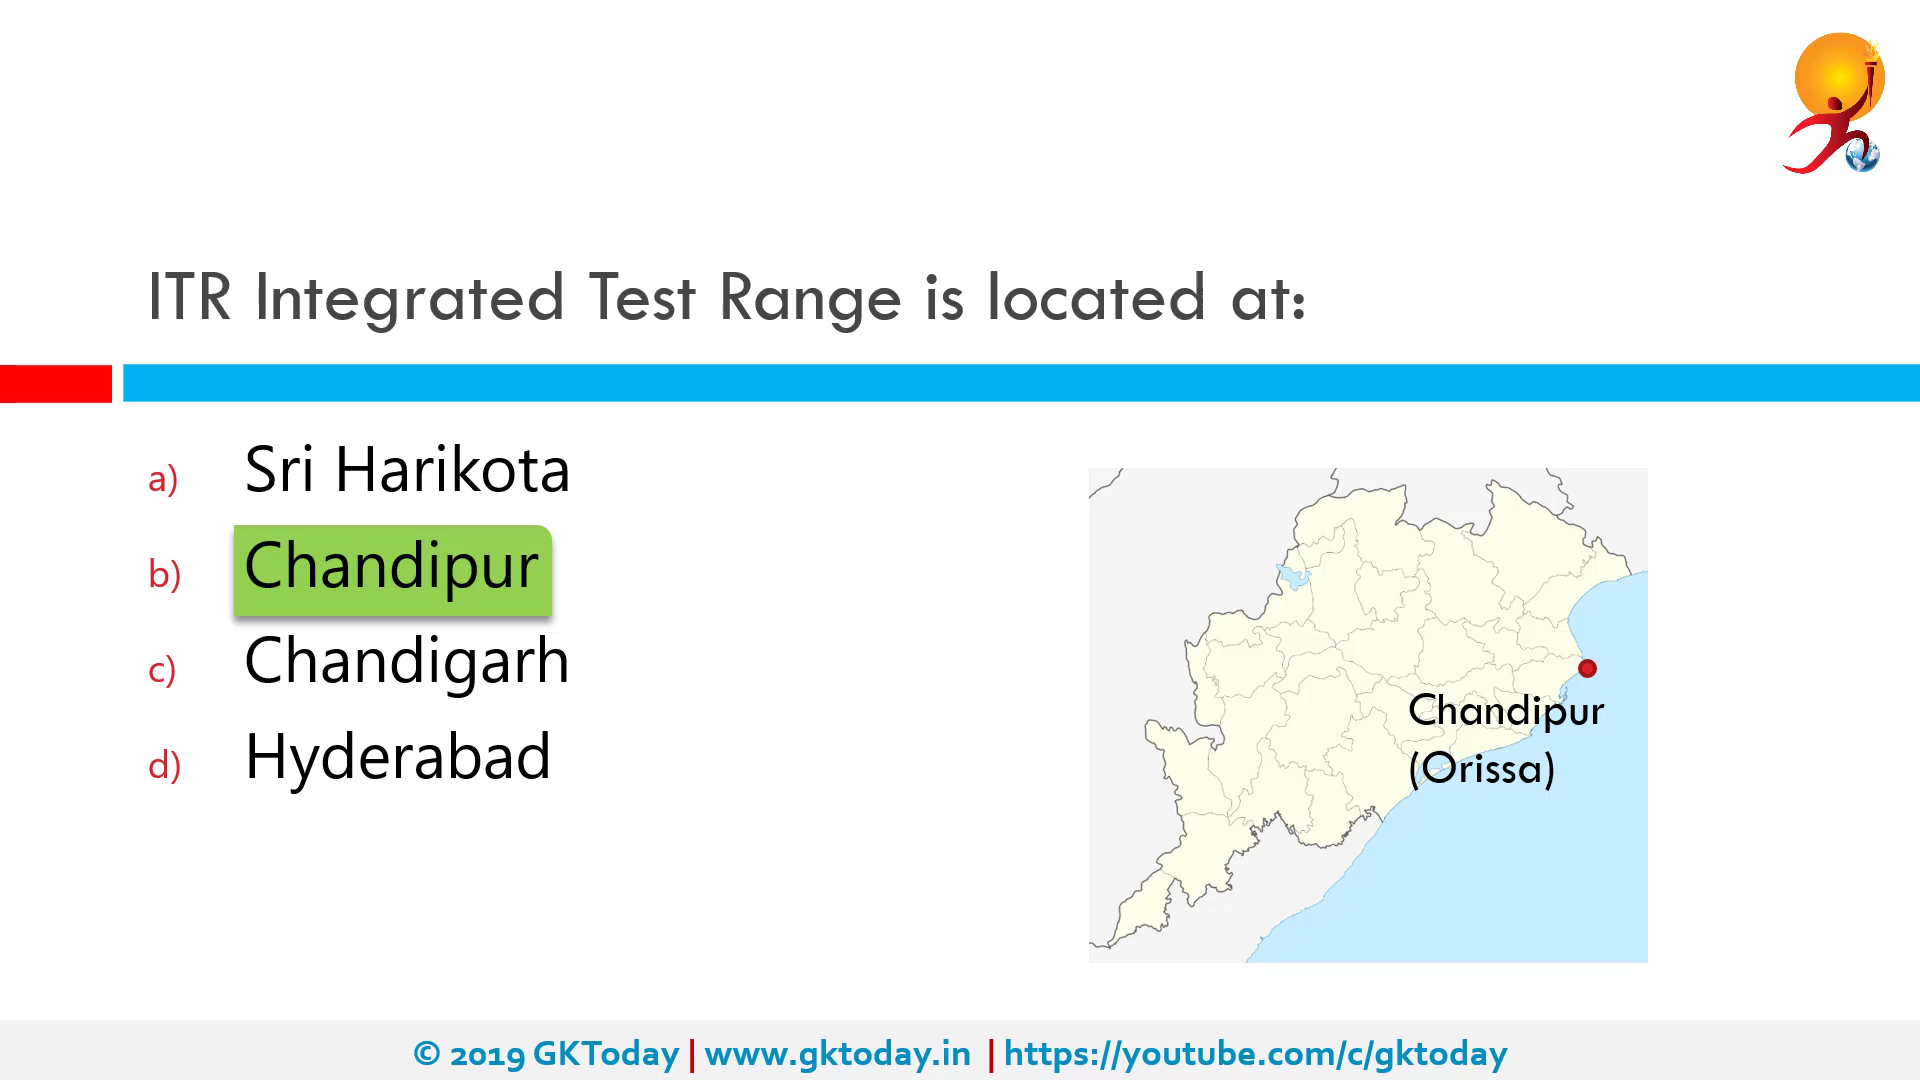 ITR Integrated Test Range is located at:
a) Sri Harikota
b) Chandipur
c) Chandigarh
d) Hyderabad
Chandipur
(Orissa)
© 2019 GKToday | www.gktoday.in | https://youtube.com/c/gktoday